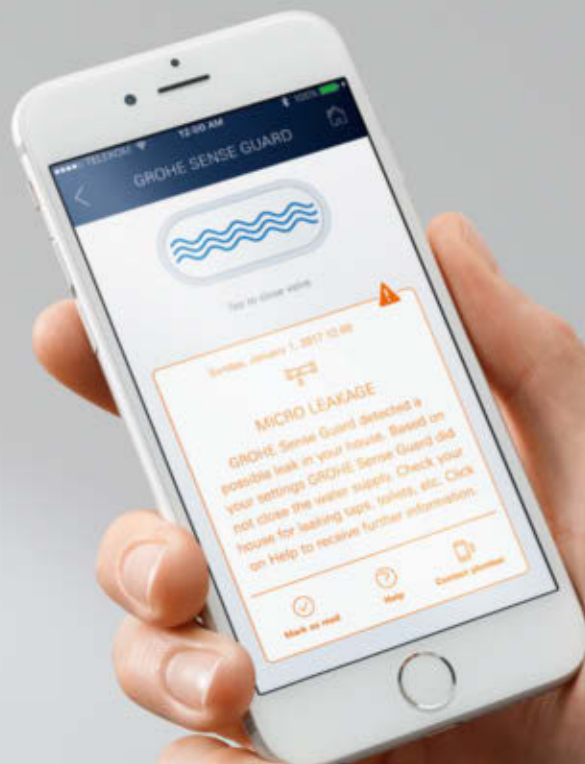 TELEKOM 12:00 AM 100%
GROHE SENSE GUARD
Tap to close valve
Sunday, January 1, 2017 12:00
MICRO LEAKAGE
GROHE Sense Guard detected a
possible leak in your house. Based on
your settings GROHE Sense Guard did
not close the water supply. Check your
house for leaking taps, toilets, etc. Click
on Help to receive further information.
Mark as read Help Contact plumber